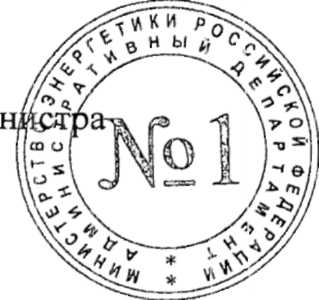 МИНИСТЕРСТВО ЭНЕРГЕТИКИ РОССИЙСКОЙ ФЕДЕРАЦИИ
АДМИНИСТРАТИВНЫЙ ДЕПАРТАМЕНТ
нистра
№1